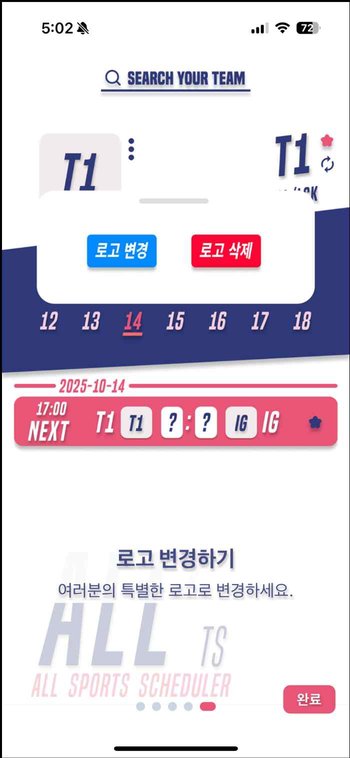 5:02
72
SEARCH YOUR TEAM
T1
T1
로고 변경
로고 삭제
12 13 14 15 16 17 18
2025-10-14
17:00
NEXT
T1 T1 ? : ? IG IG
로고 변경하기
여러분의 특별한 로고로 변경하세요.
ALL TS
ALL SPORTS SCHEDULER
완료